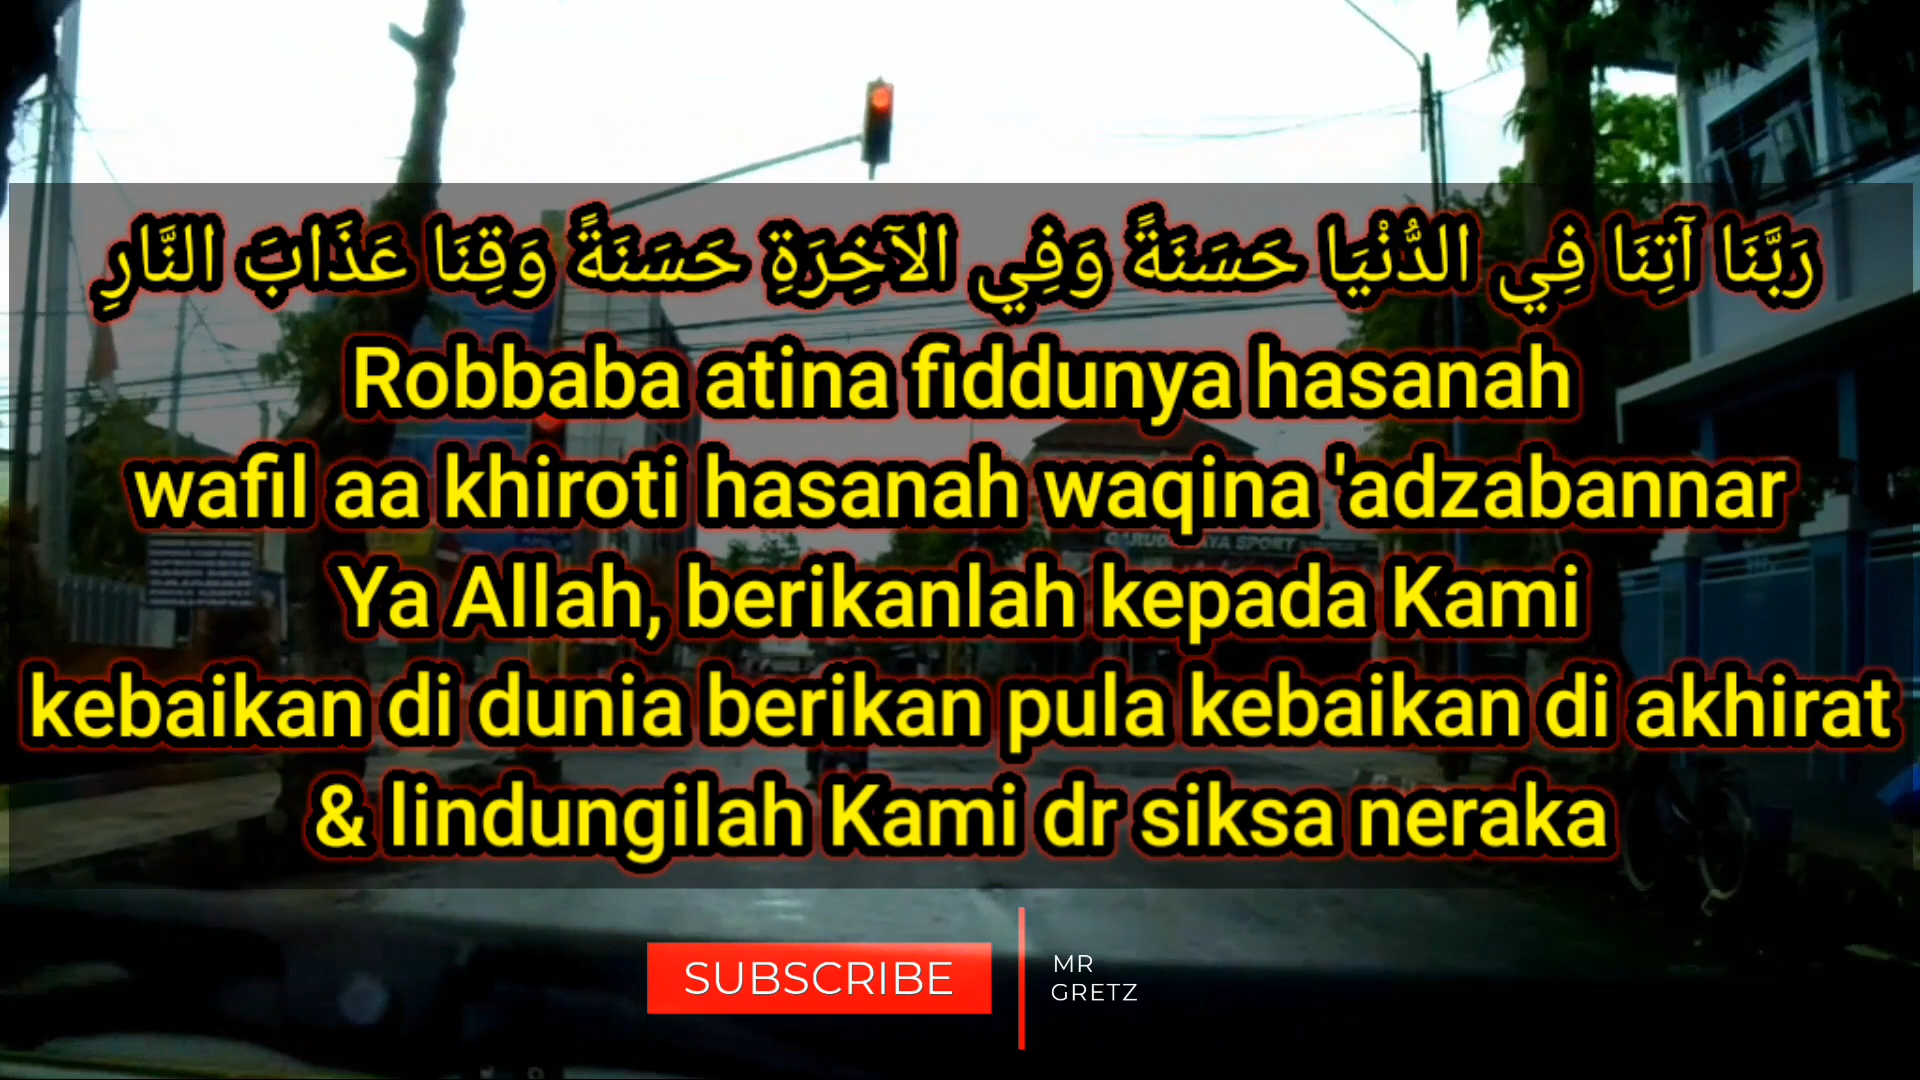 رَبَّنَا آتِنَا فِي الدُّنْيَا حَسَنَةً وَفِي الآخِرَةِ حَسَنَةً وَقِنَا عَذَابَ النَّارِ
Robbaba atina fiddunya hasanah
wafil aa khiroti hasanah waqina 'adzabannar
Ya Allah, berikanlah kepada Kami
kebaikan di dunia berikan pula kebaikan di akhirat
& lindungilah Kami dr siksa neraka
SUBSCRIBE
MR
GRETZ